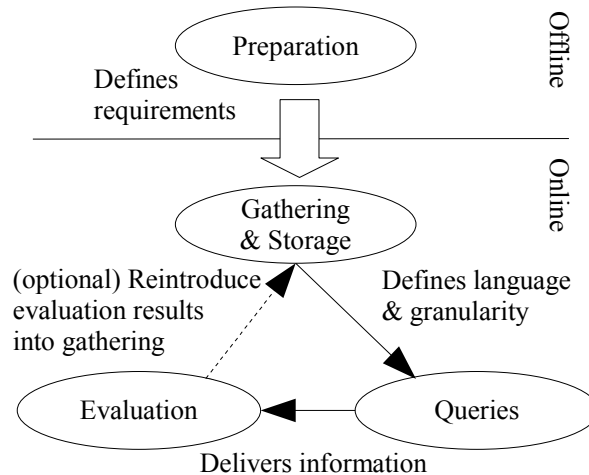 Preparation
Offline
Defines
requirements
Online
Gathering
& Storage
(optional) Reintroduce
evaluation results
into gathering
Defines language
& granularity
Evaluation
Queries
Delivers information